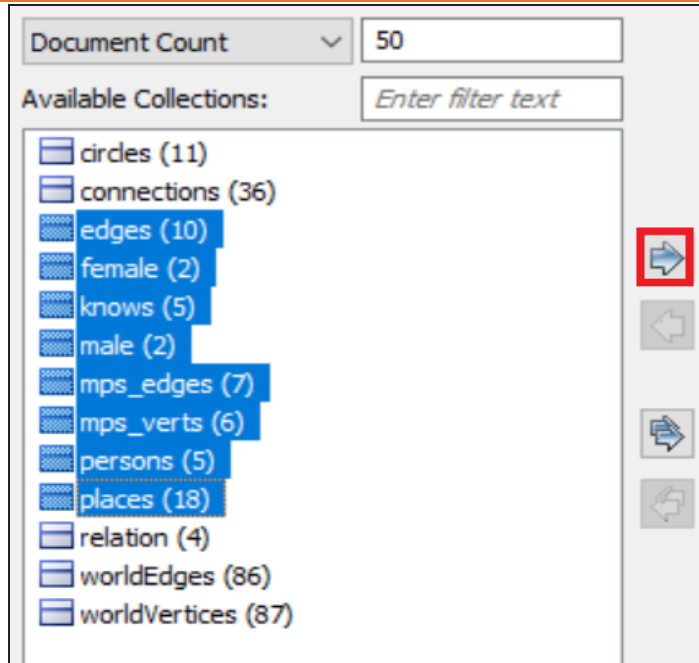 Document Count 50
Available Collections: Enter filter text
circles (11)
connections (36)
edges (10)
female (2)
knows (5)
male (2)
mps_edges (7)
mps_verts (6)
persons (5)
places (18)
relation (4)
worldEdges (86)
worldVertices (87)